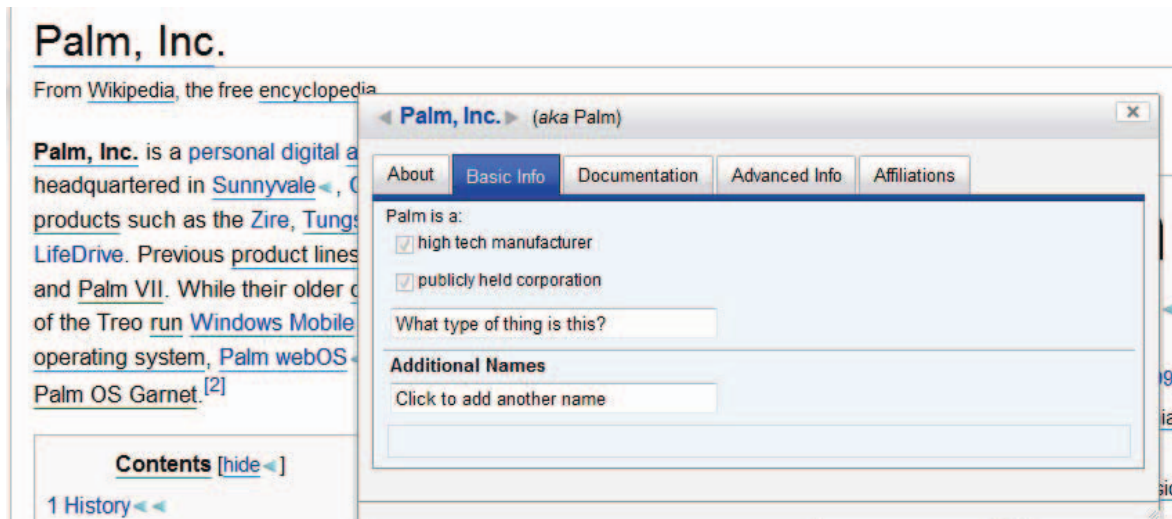 Palm, Inc.
From Wikipedia, the free encyclopedia
Palm, Inc. is a personal digital
headquartered in Sunnyvale ,
products such as the Zire,
LifeDrive. Previous product lines
and Palm VII. While their older
of the Treo run Windows Mobile
operating system, Palm webOS
Palm OS Garnet.[2]
Contents [hide ]
1 History
Palm, Inc. (aka Palm)
About Basic Info Documentation Advanced Info Affiliations
Palm is a:
high tech manufacturer
publicly held corporation
What type of thing is this?
Additional Names
Click to add another name